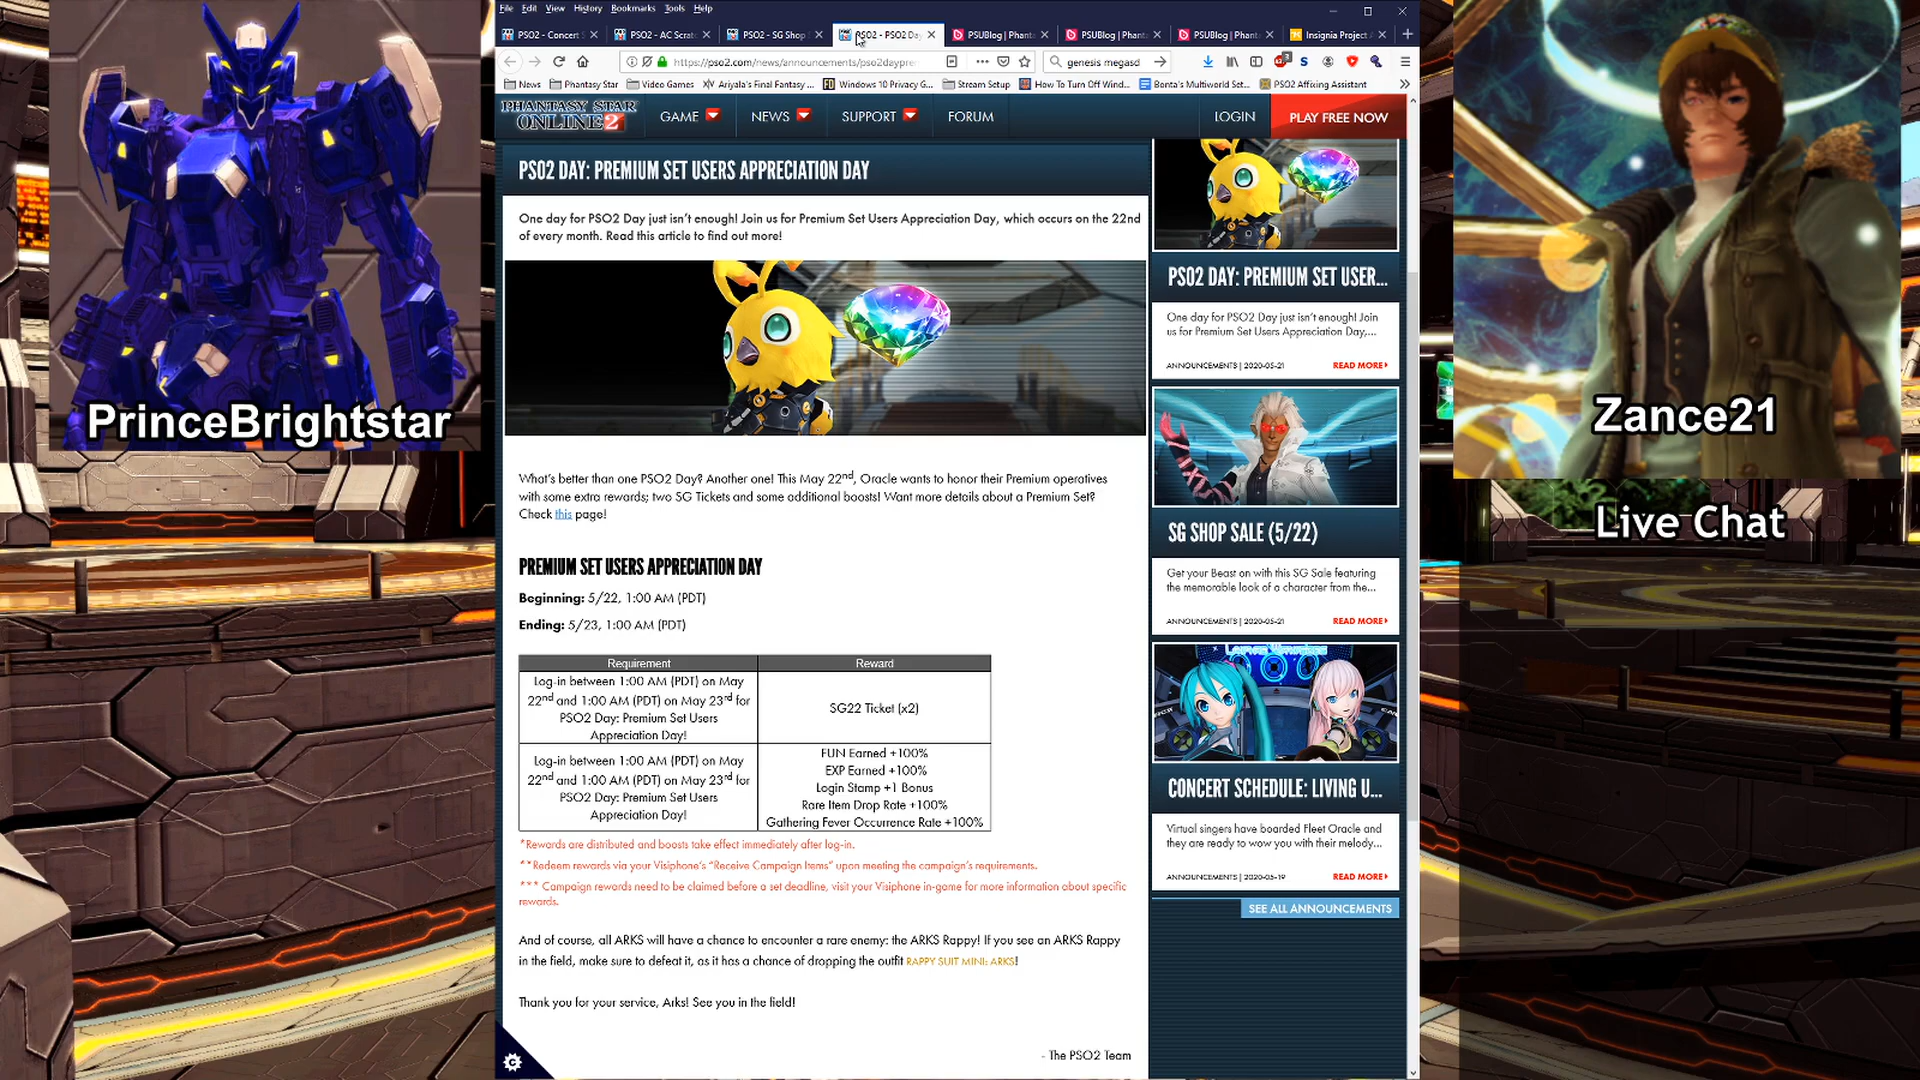 File Edit View History Bookmarks Tools Help
PSO2 - Concert S
PSO2 - AC Scratc
PSO2 - SG Shop
PSO2 - PSO2 Da
PSUBlog | Phanta
PSUBlog | Phanta
PSUBlog | Phanta
Insignia Project
https://pso2.com/news/announcements/pso2daypre
genesis megasd
News Phantasy Star Video Games Ariyala's Final Fantasy ... Windows 10 Privacy G... Stream Setup How To Turn Off Wind... Bonta's Multiworld Set... PSO2 Affixing Assistant
PHANTASY STAR
ONLINE 2
GAME NEWS SUPPORT FORUM LOGIN PLAY FREE NOW
PSO2 DAY: PREMIUM SET USERS APPRECIATION DAY
One day for PSO2 Day just isn't enough! Join us for Premium Set Users Appreciation Day, which occurs on the 22nd
of every month. Read this article to find out more!
What's better than one PSO2 Day? Another one! This May 22nd, Oracle wants to honor their Premium operatives
with some extra rewards; two SG Tickets and some additional boosts! Want more details about a Premium Set?
Check this page!
PREMIUM SET USERS APPRECIATION DAY
Beginning: 5/22, 1:00 AM (PDT)
Ending: 5/23, 1:00 AM (PDT)
Requirement Reward
Log-in between 1:00 AM (PDT) on May
22nd and 1:00 AM (PDT) on May 23rd for
PSO2 Day: Premium Set Users
Appreciation Day!
SG22 Ticket (x2)
Log-in between 1:00 AM (PDT) on May
22nd and 1:00 AM (PDT) on May 23rd for
PSO2 Day: Premium Set Users
Appreciation Day!
FUN Earned +100%
EXP Earned +100%
Login Stamp +1 Bonus
Rare Item Drop Rate +100%
Gathering Fever Occurrence Rate +100%
*Rewards are distributed and boosts take effect immediately after log-in.
**Redeem rewards via your Visiphone's "Receive Campaign Items" upon meeting the campaign's requirements.
*** Campaign rewards need to be claimed before a set deadline, visit your Visiphone in-game for more information about specific
rewards.
And of course, all ARKS will have a chance to encounter a rare enemy: the ARKS Rappy! If you see an ARKS Rappy
in the field, make sure to defeat it, as it has a chance of dropping the outfit RAPPY SUIT MINI: ARKS!
Thank you for your service, Arks! See you in the field!
- The PSO2 Team
PSO2 DAY: PREMIUM SET USER...
One day for PSO2 Day just isn't enough! Join
us for Premium Set Users Appreciation Day,...
ANNOUNCEMENTS | 2020-05-21 READ MORE
SG SHOP SALE (5/22)
Get your Beast on with this SG Sale featuring
the memorable look of a character from the...
ANNOUNCEMENTS | 2020-05-21 READ MORE
CONCERT SCHEDULE: LIVING U...
Virtual singers have boarded Fleet Oracle and
they are ready to wow you with their melody...
ANNOUNCEMENTS | 2020-05-19 READ MORE
SEE ALL ANNOUNCEMENTS
PrinceBrightstar
Zance21
Live Chat